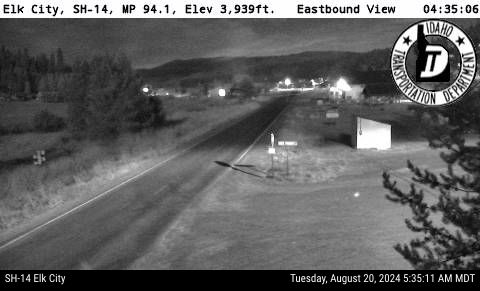 Elk City, SH-14, MP 94.1, Elev 3,939ft. Eastbound View 04:35:06
IDAHO
TRANSPORTATION DEPARTMENT
SH-14 Elk City Tuesday, August 20, 2024 5:35:11 AM MDT